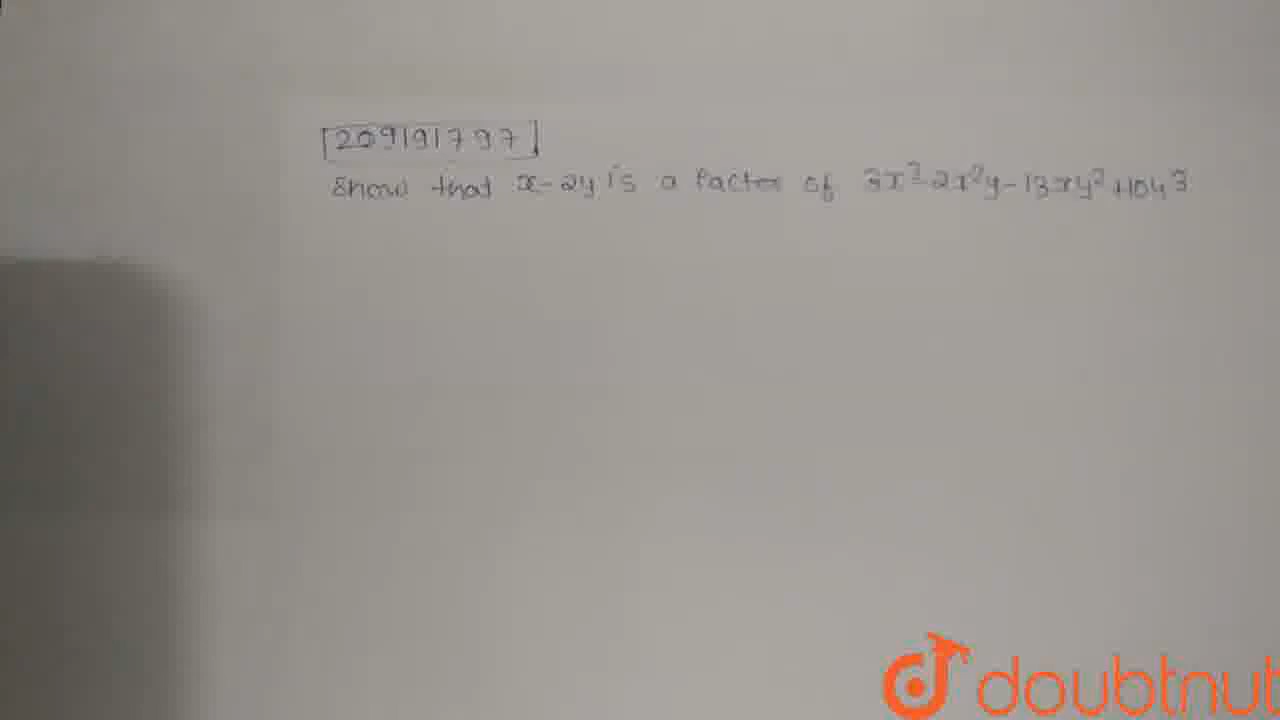 [209191797]
Show that x-2y is a factor of 3x³-2x²y-13xy²+10y³
doubtnut